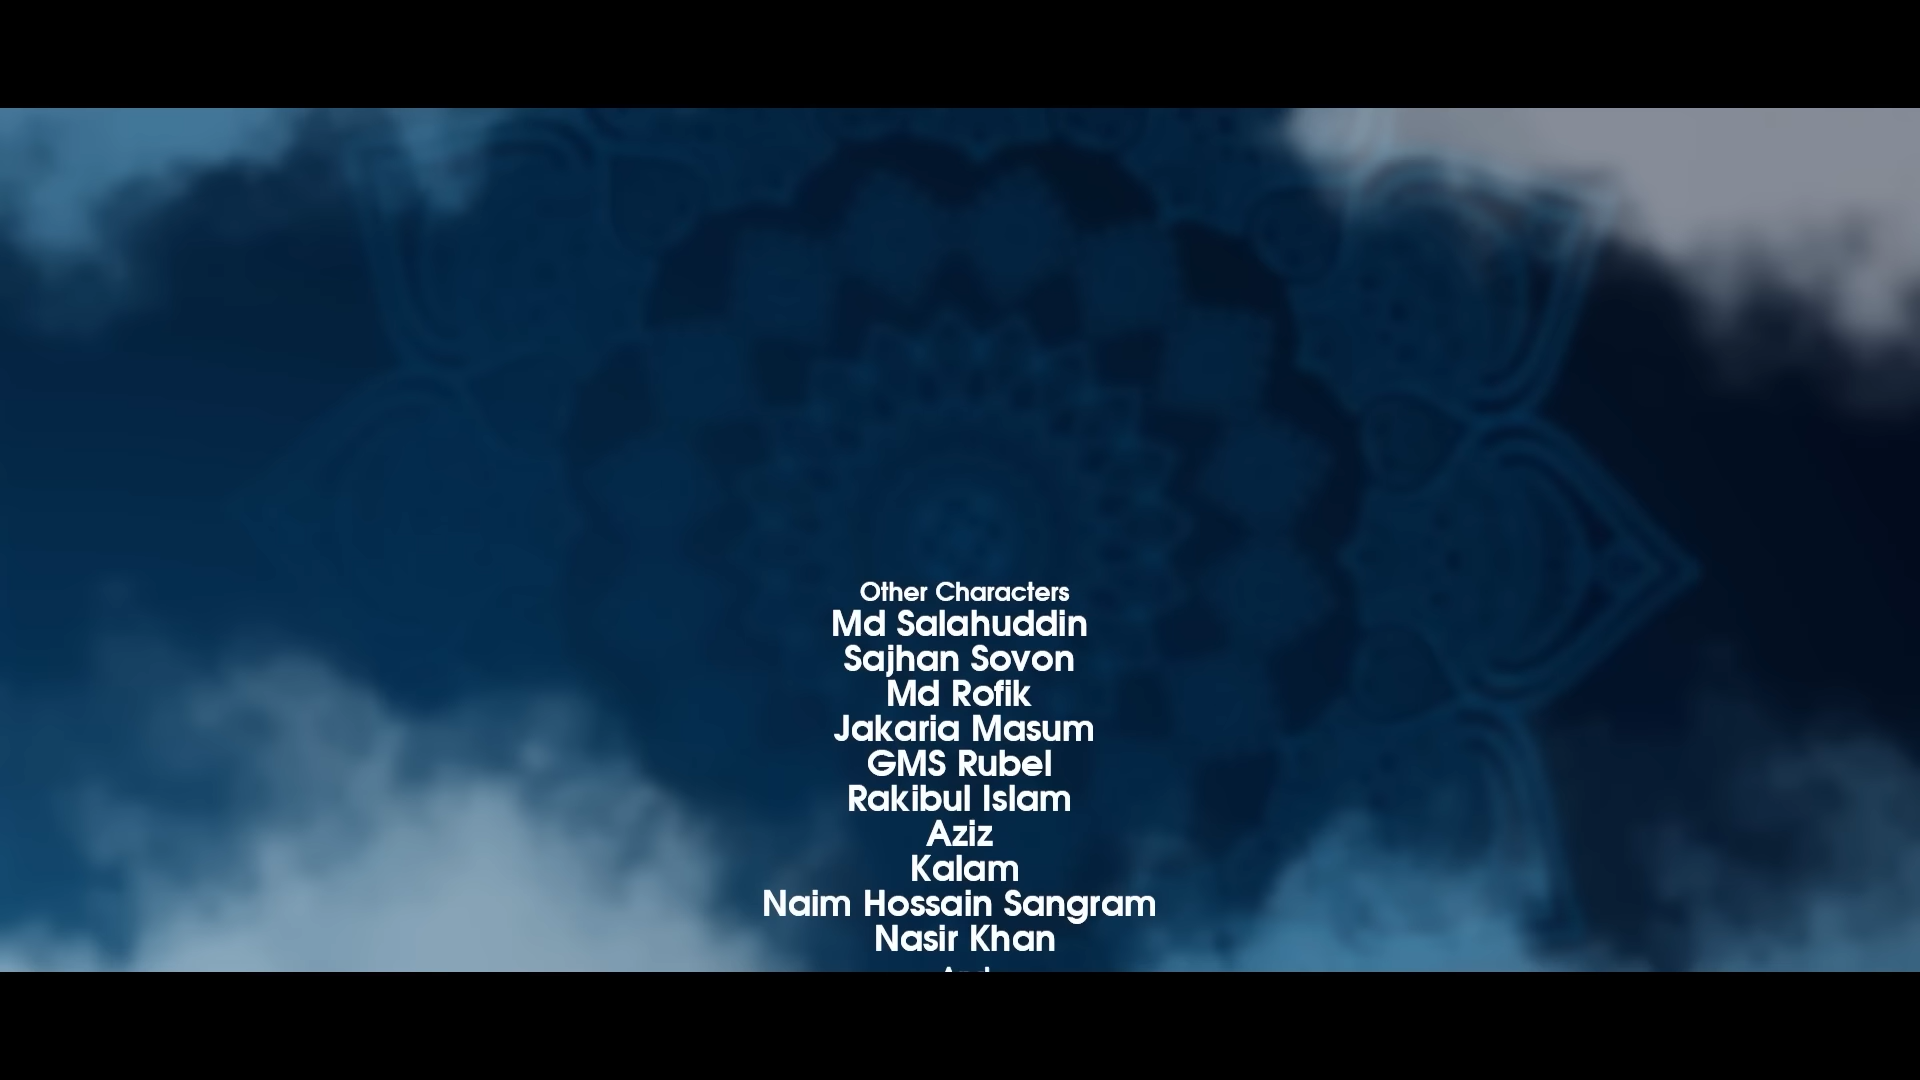 Other Characters
Md Salahuddin
Sajhan Sovon
Md Rofik
Jakaria Masum
GMS Rubel
Rakibul Islam
Aziz
Kalam
Naim Hossain Sangram
Nasir Khan